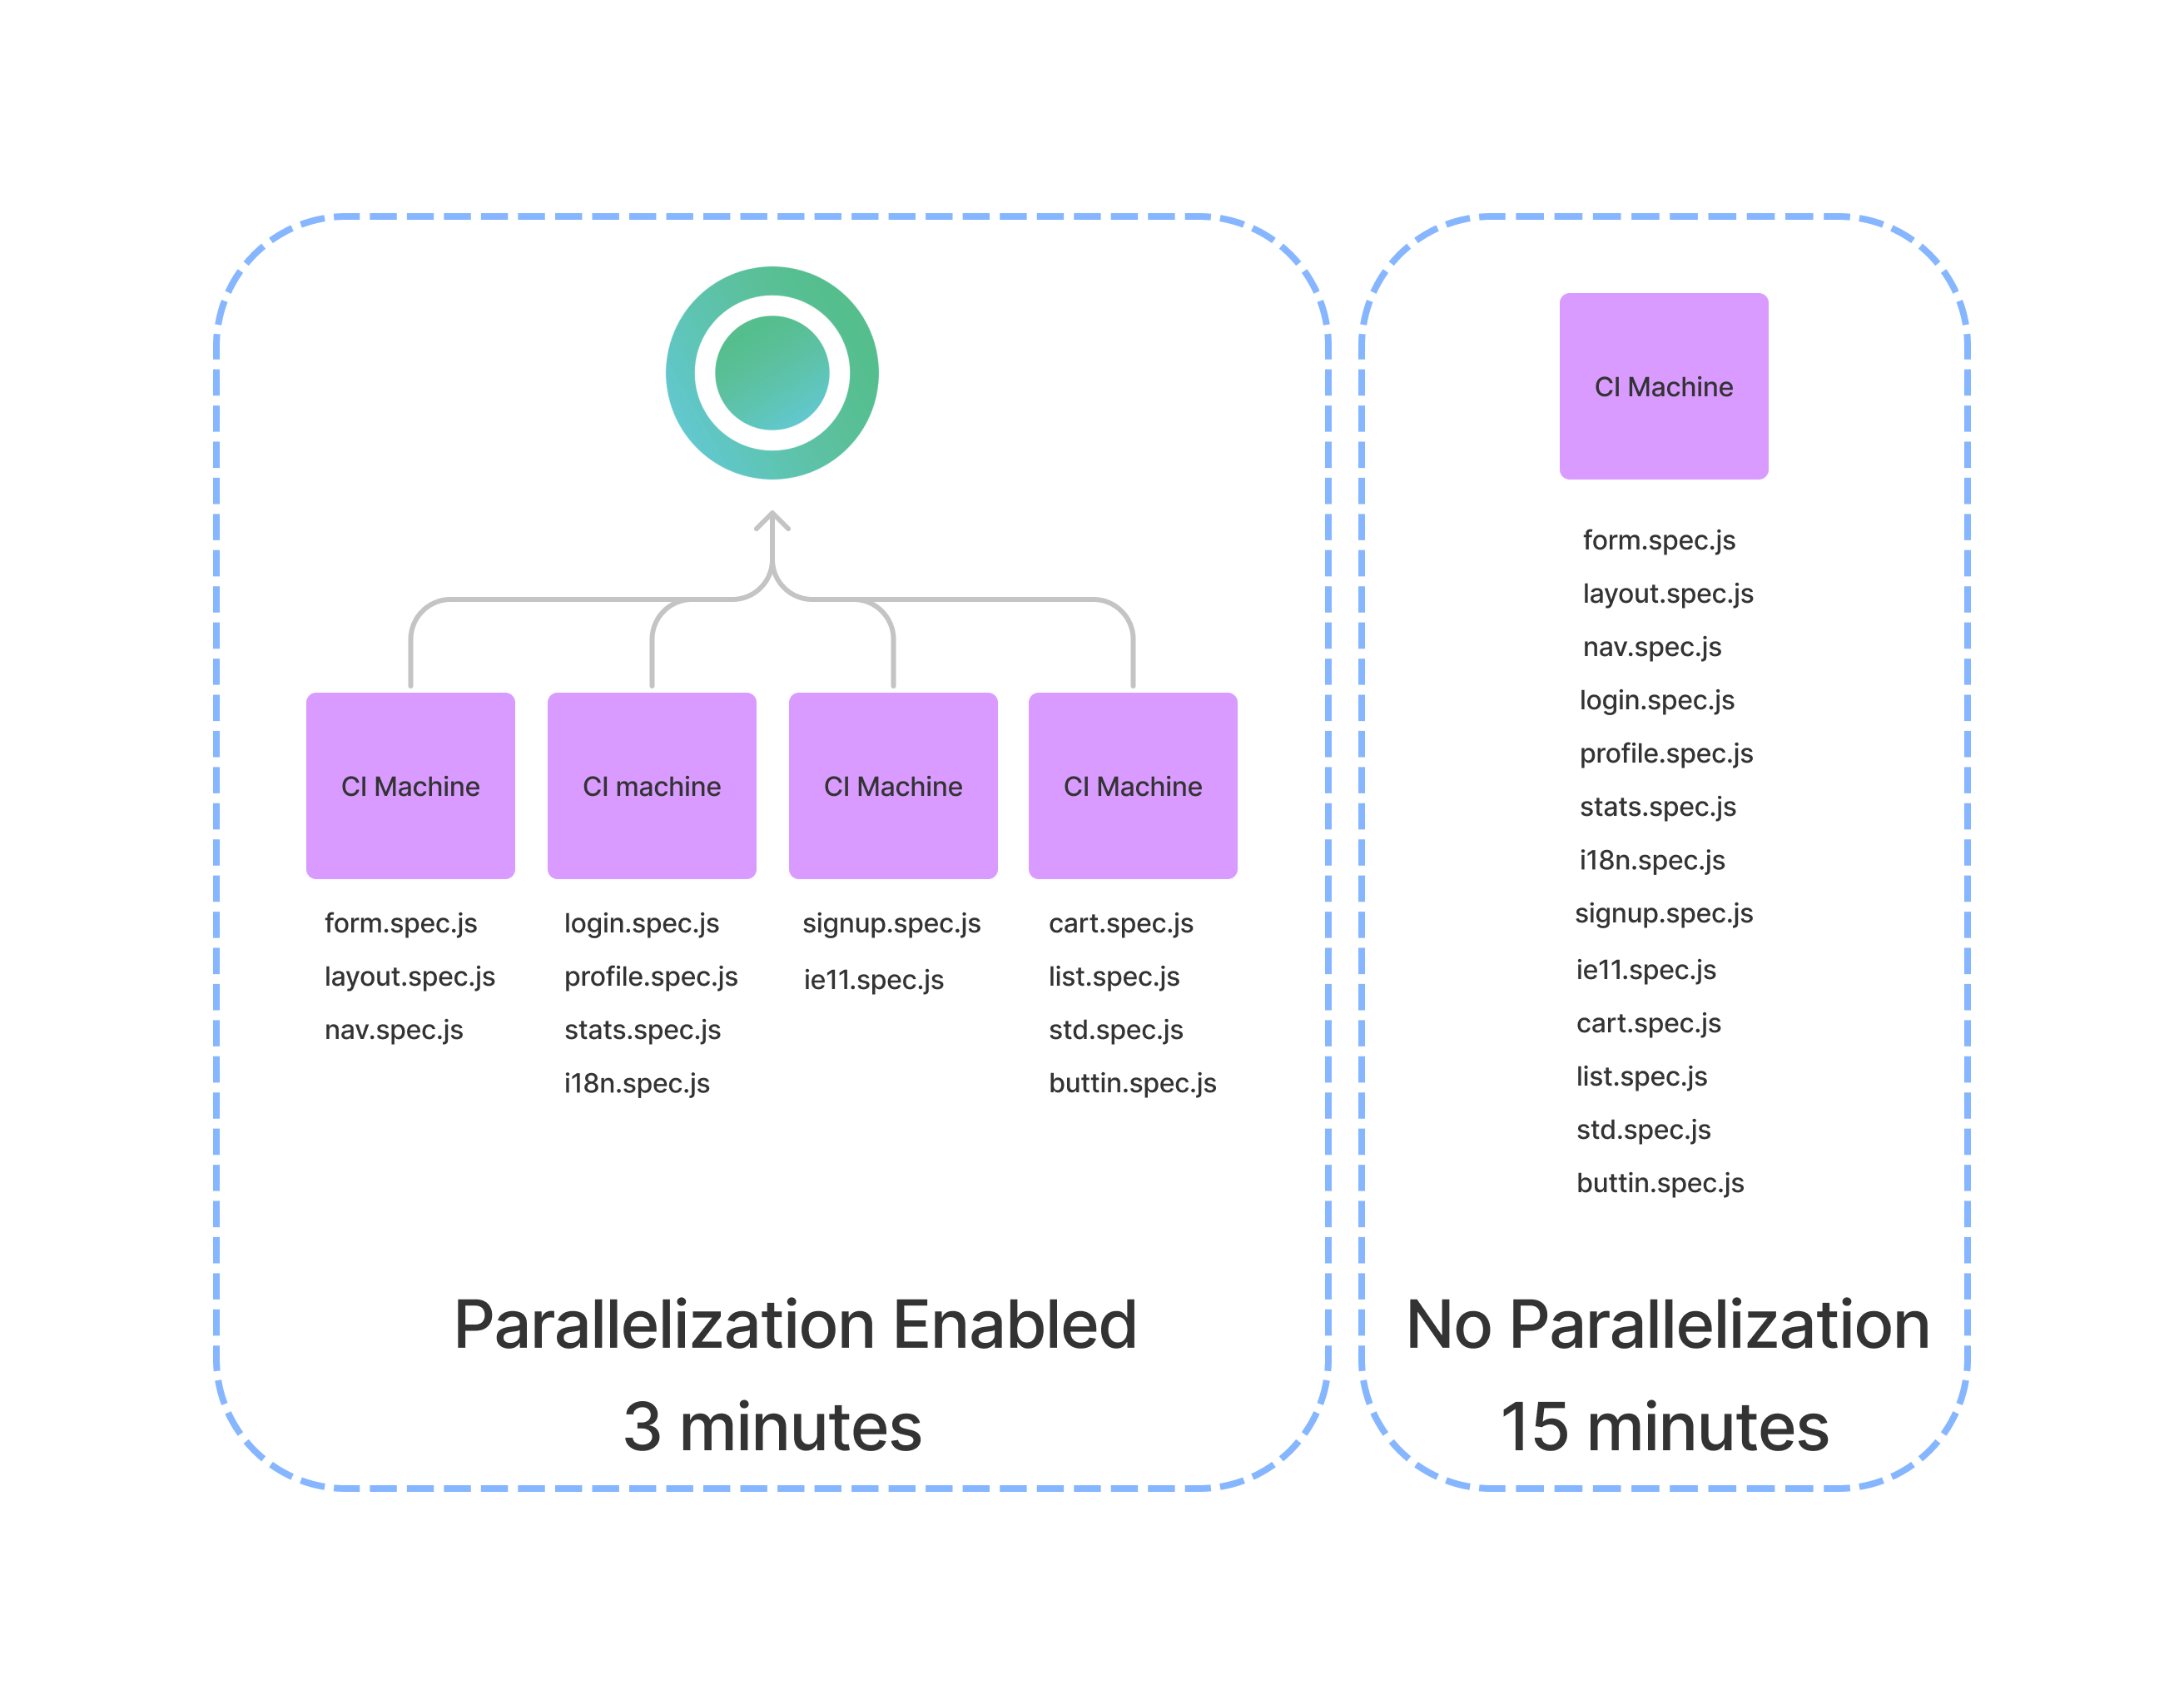 CI Machine
CI machine
CI Machine
CI Machine
form.spec.js
layout.spec.js
nav.spec.js
login.spec.js
profile.spec.js
stats.spec.js
i18n.spec.js
signup.spec.js
ie11.spec.js
cart.spec.js
list.spec.js
std.spec.js
buttin.spec.js
Parallelization Enabled
3 minutes
CI Machine
form.spec.js
layout.spec.js
nav.spec.js
login.spec.js
profile.spec.js
stats.spec.js
i18n.spec.js
signup.spec.js
ie11.spec.js
cart.spec.js
list.spec.js
std.spec.js
buttin.spec.js
No Parallelization
15 minutes